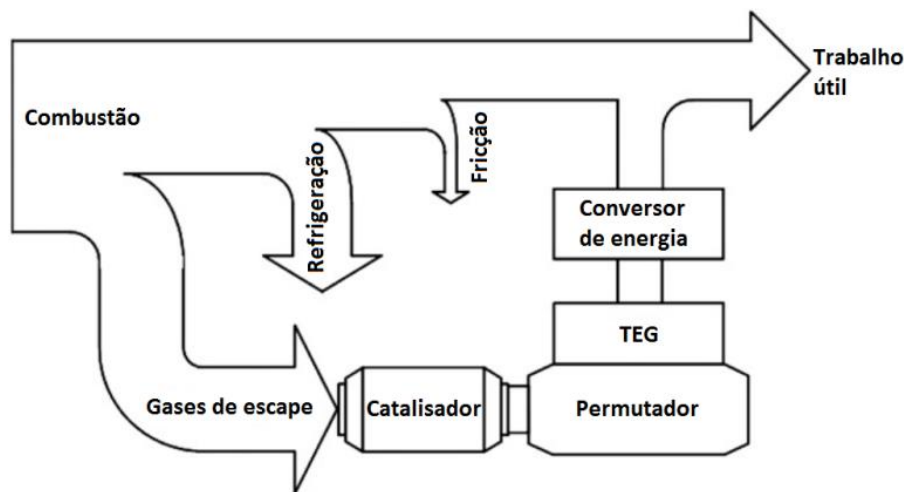 Combustão
Trabalho
útil
Refrigeração
Fricção
Conversor
de energia
TEG
Gases de escape
Catalisador
Permutador